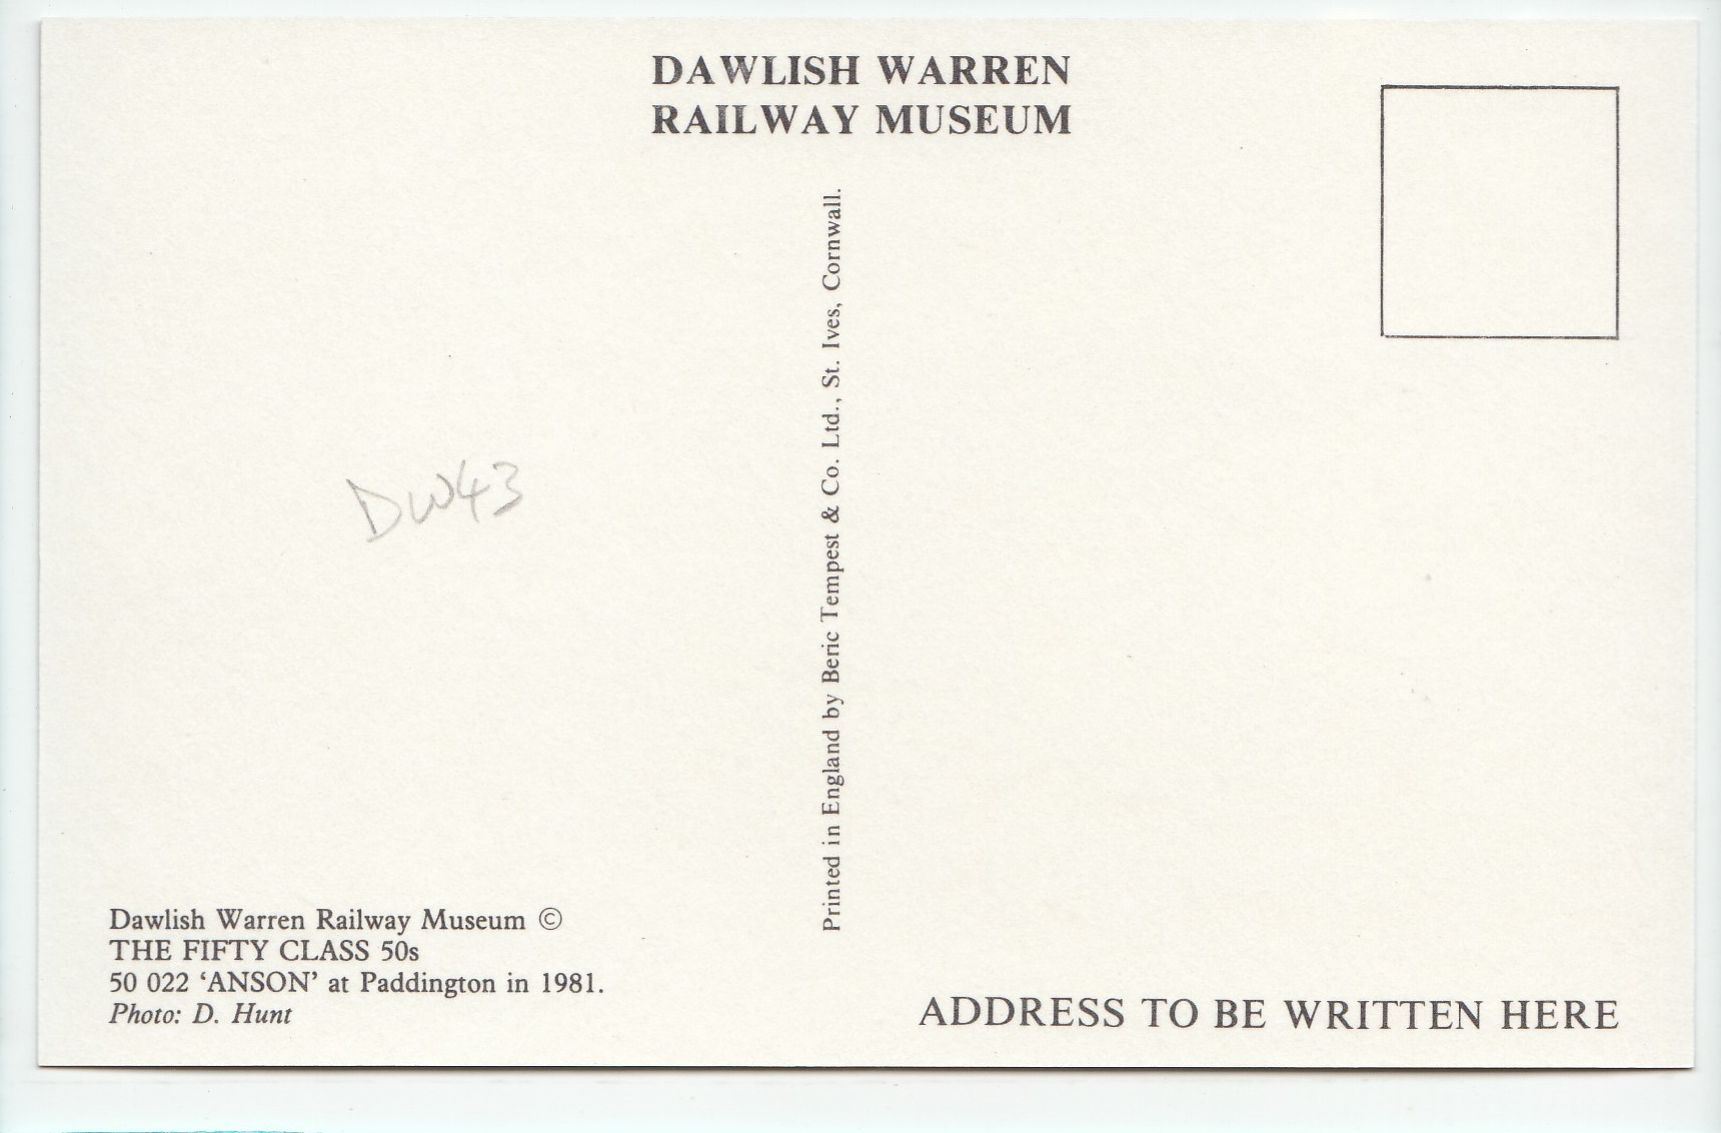 DAWLISH WARREN
RAILWAY MUSEUM
DW43
Printed in England by Beric Tempest & Co. Ltd., St. Ives, Cornwall.
Dawlish Warren Railway Museum ©
THE FIFTY CLASS 50s
50 022 ‘ANSON’ at Paddington in 1981.
Photo: D. Hunt
ADDRESS TO BE WRITTEN HERE